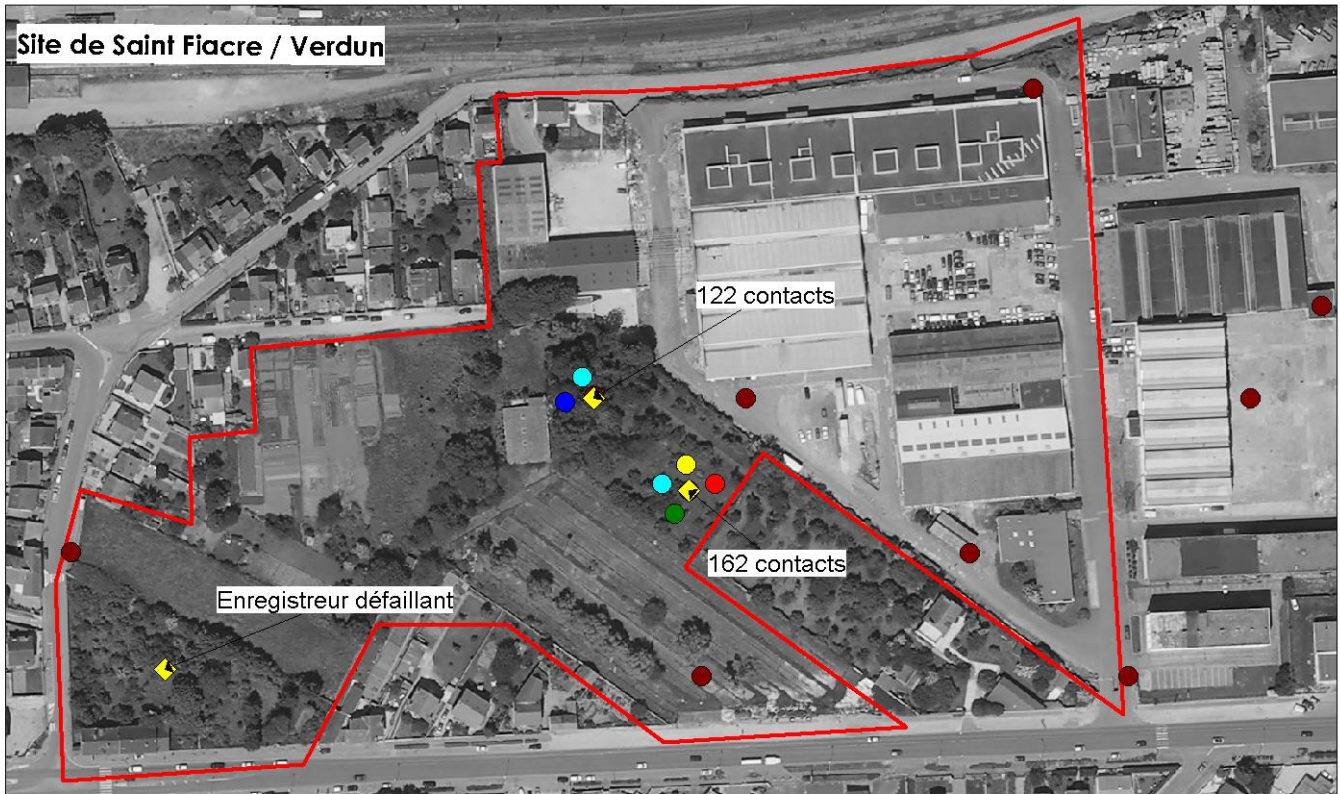 Site de Saint Fiacre / Verdun
122 contacts
162 contacts
Enregistreur défaillant